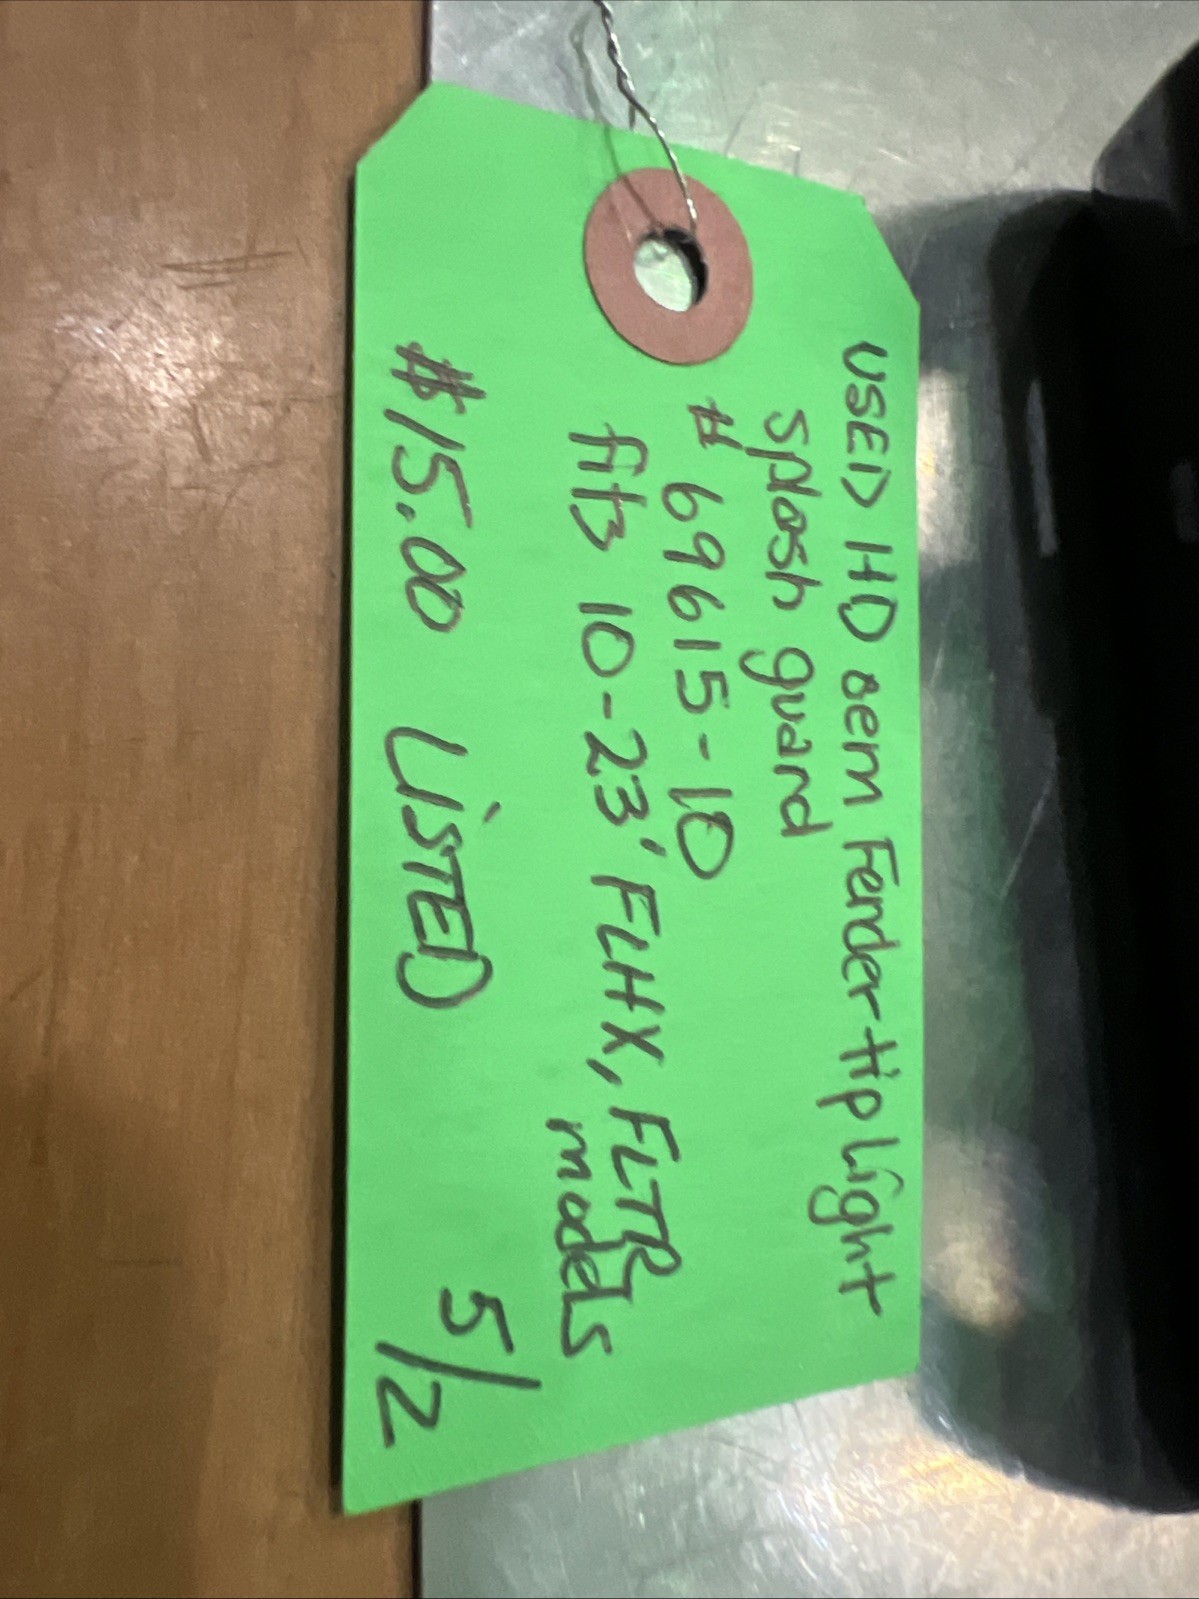 USED HD oem Fender tip Light
splash guard
# 69615-10
fits 10-23' FLHX, FLTR
models
$15.00 LiSTED 5/2